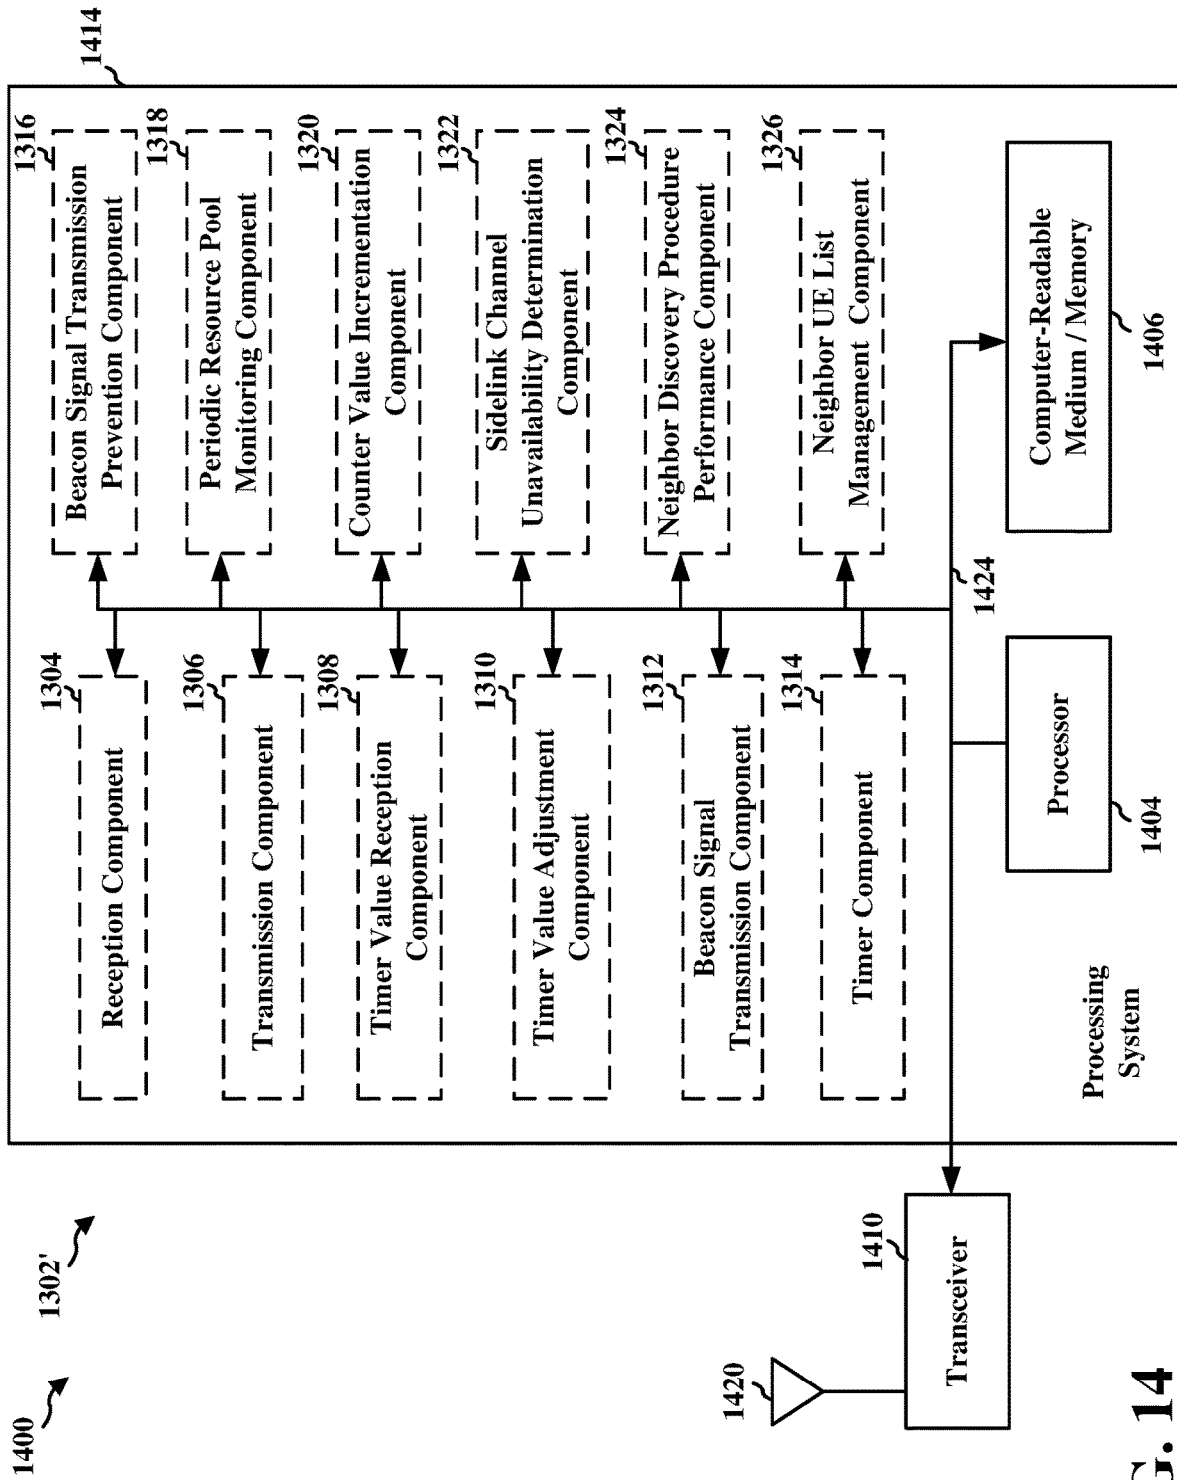 1400
1302'
1414
1304
Reception Component
1306
Transmission Component
1308
Timer Value Reception
Component
1310
Timer Value Adjustment
Component
1312
Beacon Signal
Transmission Component
1314
Timer Component
1316
Beacon Signal Transmission
Prevention Component
1318
Periodic Resource Pool
Monitoring Component
1320
Counter Value Incrementation
Component
1322
Sidelink Channel
Unavailability Determination
Component
1324
Neighbor Discovery Procedure
Performance Component
1326
Neighbor UE List
Management Component
1424
1420
1410
Transceiver
Processor
1404
Computer-Readable
Medium / Memory
1406
Processing
System
G. 14